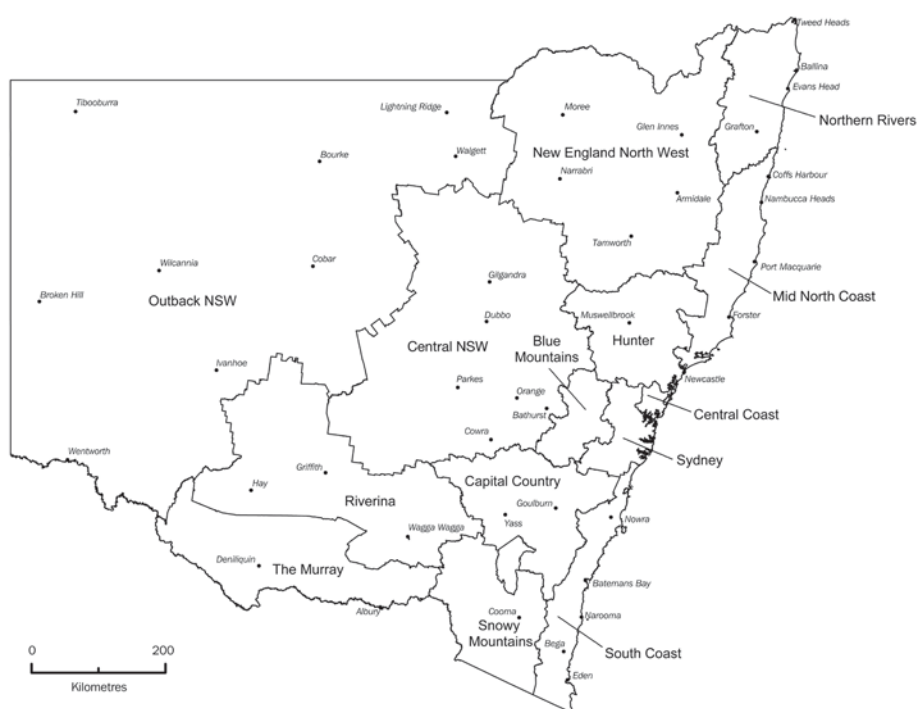 Tweed Heads
Ballina
Evans Head
Tibooburra
Lightning Ridge
Moree
Northern Rivers
Glen Innes
Grafton
New England North West
Bourke
Walgett
Narrabri
Coffs Harbour
Armidale
Nambucca Heads
Tamworth
Wilcannia
Cobar
Port Macquarie
Gilgandra
Broken Hill
Outback NSW
Mid North Coast
Dubbo
Muswellbrook
Forster
Blue
Mountains
Hunter
Central NSW
Ivanhoe
Newcastle
Parkes
Orange
Bathurst
Central Coast
Cowra
Wentworth
Sydney
Griffith
Hay
Capital Country
Riverina
Goulburn
Yass
Nowra
Wagga Wagga
Deniliquin
The Murray
Batemans Bay
Albury
Cooma
Narooma
Snowy
Mountains
Bega
South Coast
Eden
0 200
Kilometres